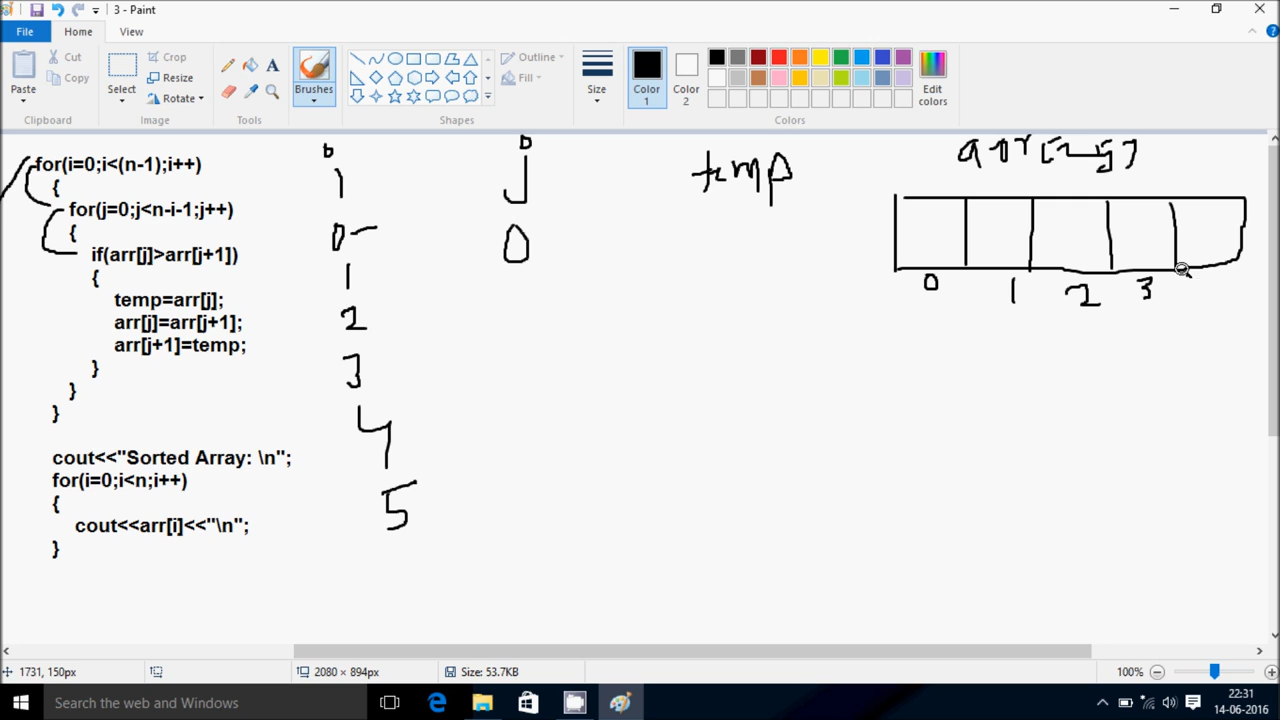 3 - Paint
File Home View
Paste Cut Copy Clipboard
Select Crop Resize Rotate Image
Tools
Brushes
Shapes Outline Fill
Size
Color 1 Color 2 Edit colors Colors
for(i=0;i<(n-1);i++)
{
for(j=0;j<n-i-1;j++)
{
if(arr[j]>arr[j+1])
{
temp=arr[j];
arr[j]=arr[j+1];
arr[j+1]=temp;
}
}
}
cout<<"Sorted Array: \n";
for(i=0;i<n;i++)
{
cout<<arr[i]<<"\n";
}
i
0
1
2
3
4
5
j
0
temp
0 1 2 3
1731, 150px 2080 × 894px Size: 53.7KB 100%
Search the web and Windows
22:31
14-06-2016